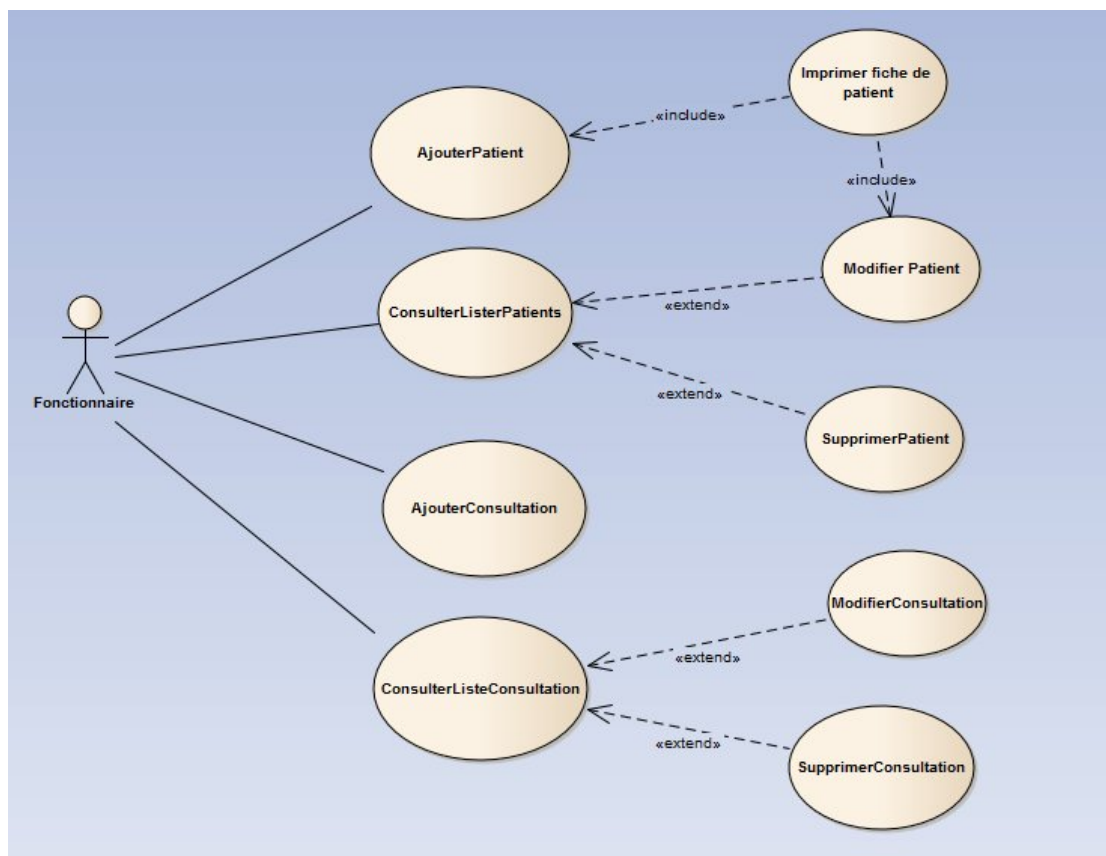 Imprimer fiche de
patient
«include»
AjouterPatient
«include»
Modifier Patient
ConsulterListerPatients
«extend»
Fonctionnaire
«extend»
SupprimerPatient
AjouterConsultation
ModifierConsultation
«extend»
ConsulterListeConsultation
«extend»
SupprimerConsultation